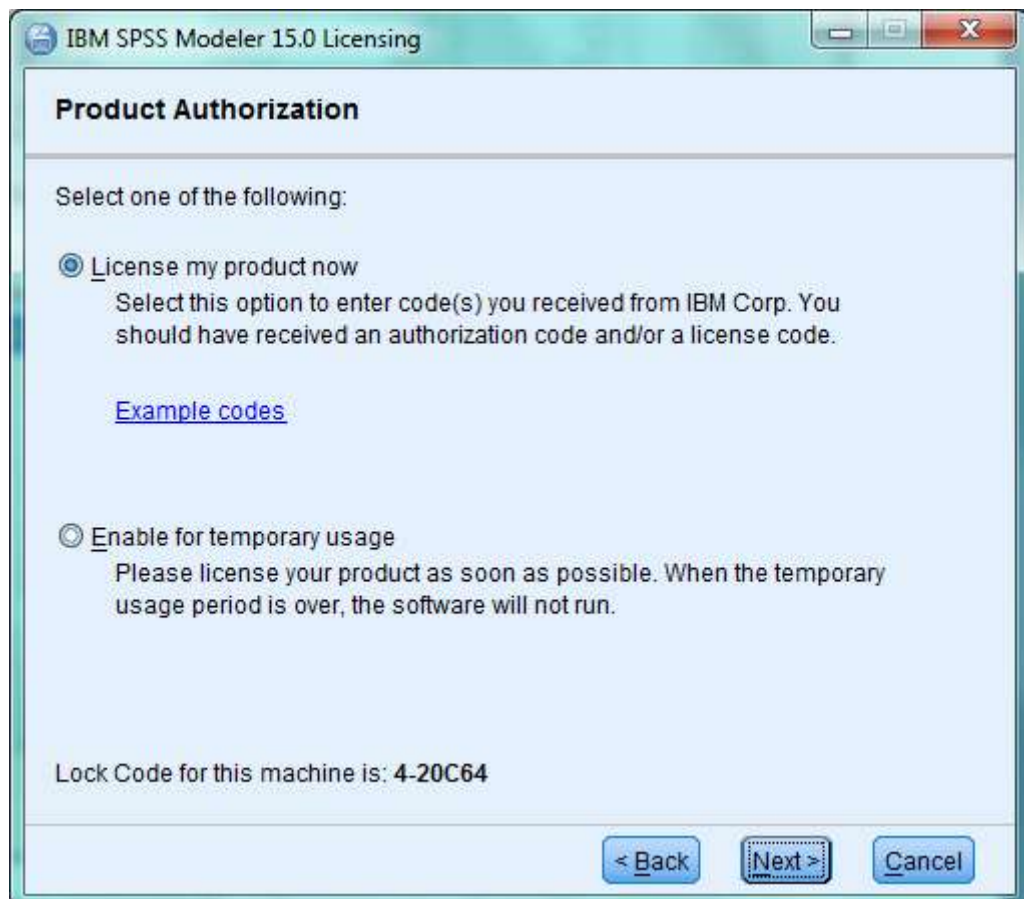 IBM SPSS Modeler 15.0 Licensing
Product Authorization
Select one of the following:
License my product now
Select this option to enter code(s) you received from IBM Corp. You
should have received an authorization code and/or a license code.
Example codes
Enable for temporary usage
Please license your product as soon as possible. When the temporary
usage period is over, the software will not run.
Lock Code for this machine is: 4-20C64
< Back Next > Cancel